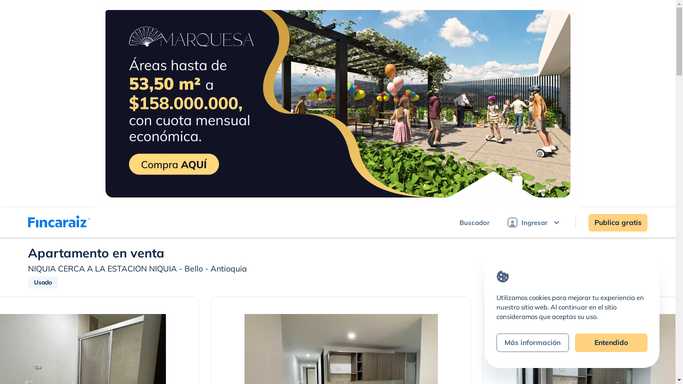 MARQUESA
Áreas hasta de
53,50 m² a
$158.000.000,
con cuota mensual
económica.
Compra AQUÍ
Fincaraiz
Buscador
Ingresar
Publica gratis
Apartamento en venta
NIQUIA CERCA A LA ESTACION NIQUIA - Bello - Antioquia
Usado
Utilizamos cookies para mejorar tu experiencia en
nuestro sitio web. Al continuar en el sitio
consideramos que aceptas su uso.
Más información
Entendido